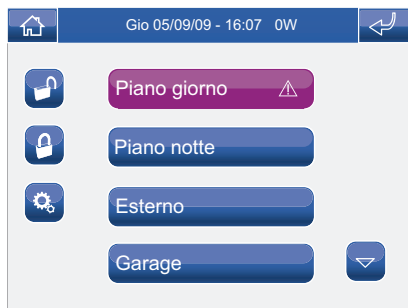 Gio 05/09/09 - 16:07 0W
Piano giorno
Piano notte
Esterno
Garage